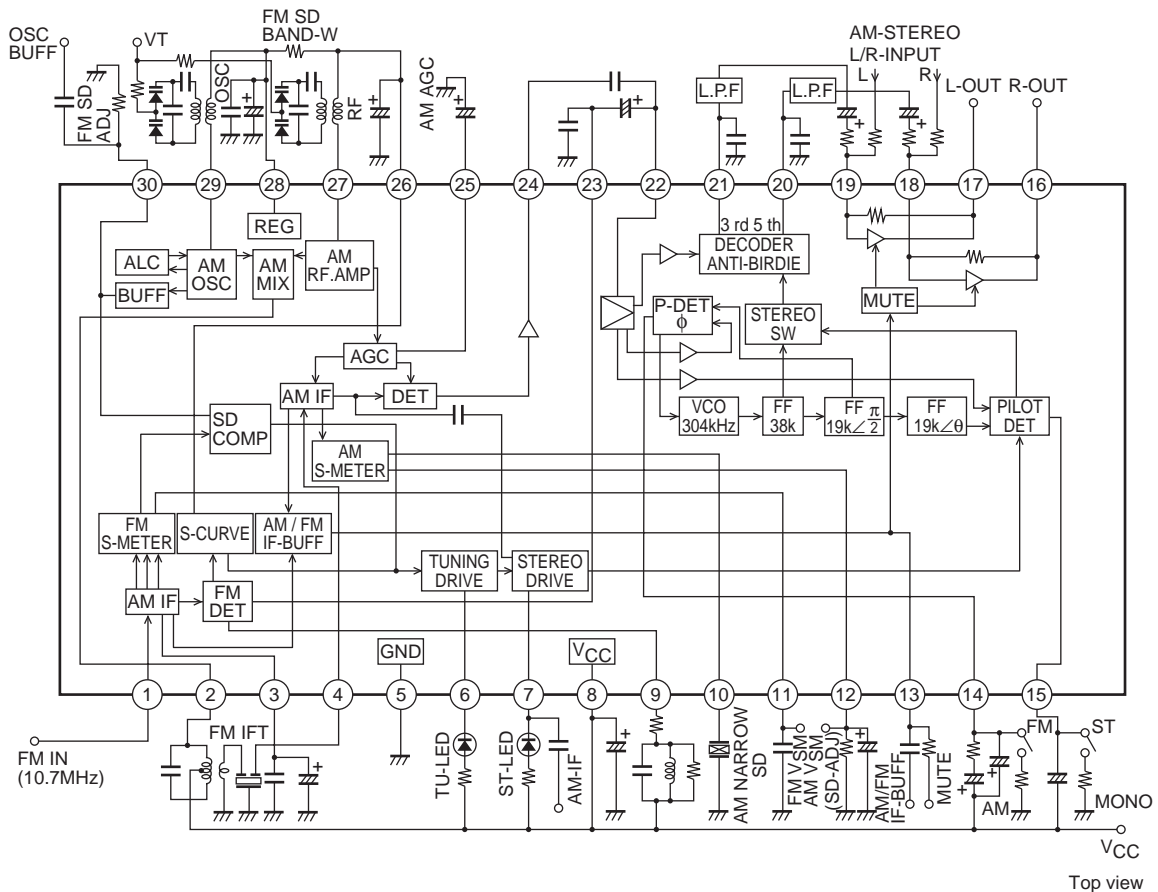 OSC
BUFF
VT
FM SD
BAND-W
AM-STEREO
L/R-INPUT
L
R
L-OUT
R-OUT
FM SD
ADJ
OSC
RF
AM AGC
L.P.F
L.P.F
30
29
28
27
26
25
24
23
22
21
20
19
18
17
16
REG
ALC
AM
OSC
AM
MIX
AM
RF.AMP
BUFF
3 rd 5 th
DECODER
ANTI-BIRDIE
P-DET
ϕ
STEREO
SW
MUTE
AGC
AM IF
DET
SD
COMP
AM
S-METER
VCO
304kHz
FF
38k
FF
19k∠π/2
FF
19k∠θ
PILOT
DET
FM
S-METER
S-CURVE
AM / FM
IF-BUFF
TUNING
DRIVE
STEREO
DRIVE
AM IF
FM
DET
GND
VCC
1
2
3
4
5
6
7
8
9
10
11
12
13
14
15
FM IN
(10.7MHz)
FM IFT
TU-LED
ST-LED
AM-IF
AM NARROW
SD
FM VSM
AM VSM
(SD-ADJ)
AM/FM
IF-BUFF
MUTE
FM
AM
ST
MONO
VCC
Top view